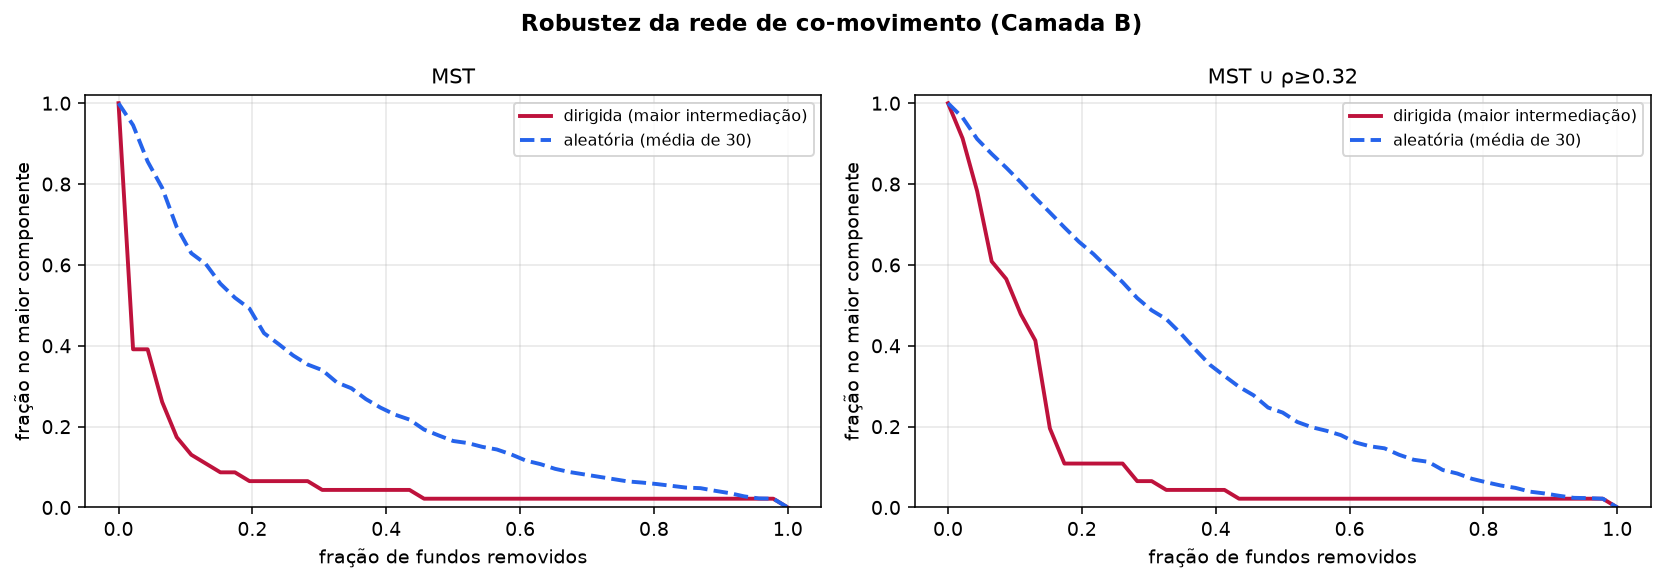 Robustez da rede de co-movimento (Camada B)
MST
fração no maior componente
1.0
0.8
0.6
0.4
0.2
0.0
dirigida (maior intermediação)
aleatória (média de 30)
0.0 0.2 0.4 0.6 0.8 1.0
fração de fundos removidos
MST ∪ ρ≥0.32
fração no maior componente
1.0
0.8
0.6
0.4
0.2
0.0
dirigida (maior intermediação)
aleatória (média de 30)
0.0 0.2 0.4 0.6 0.8 1.0
fração de fundos removidos